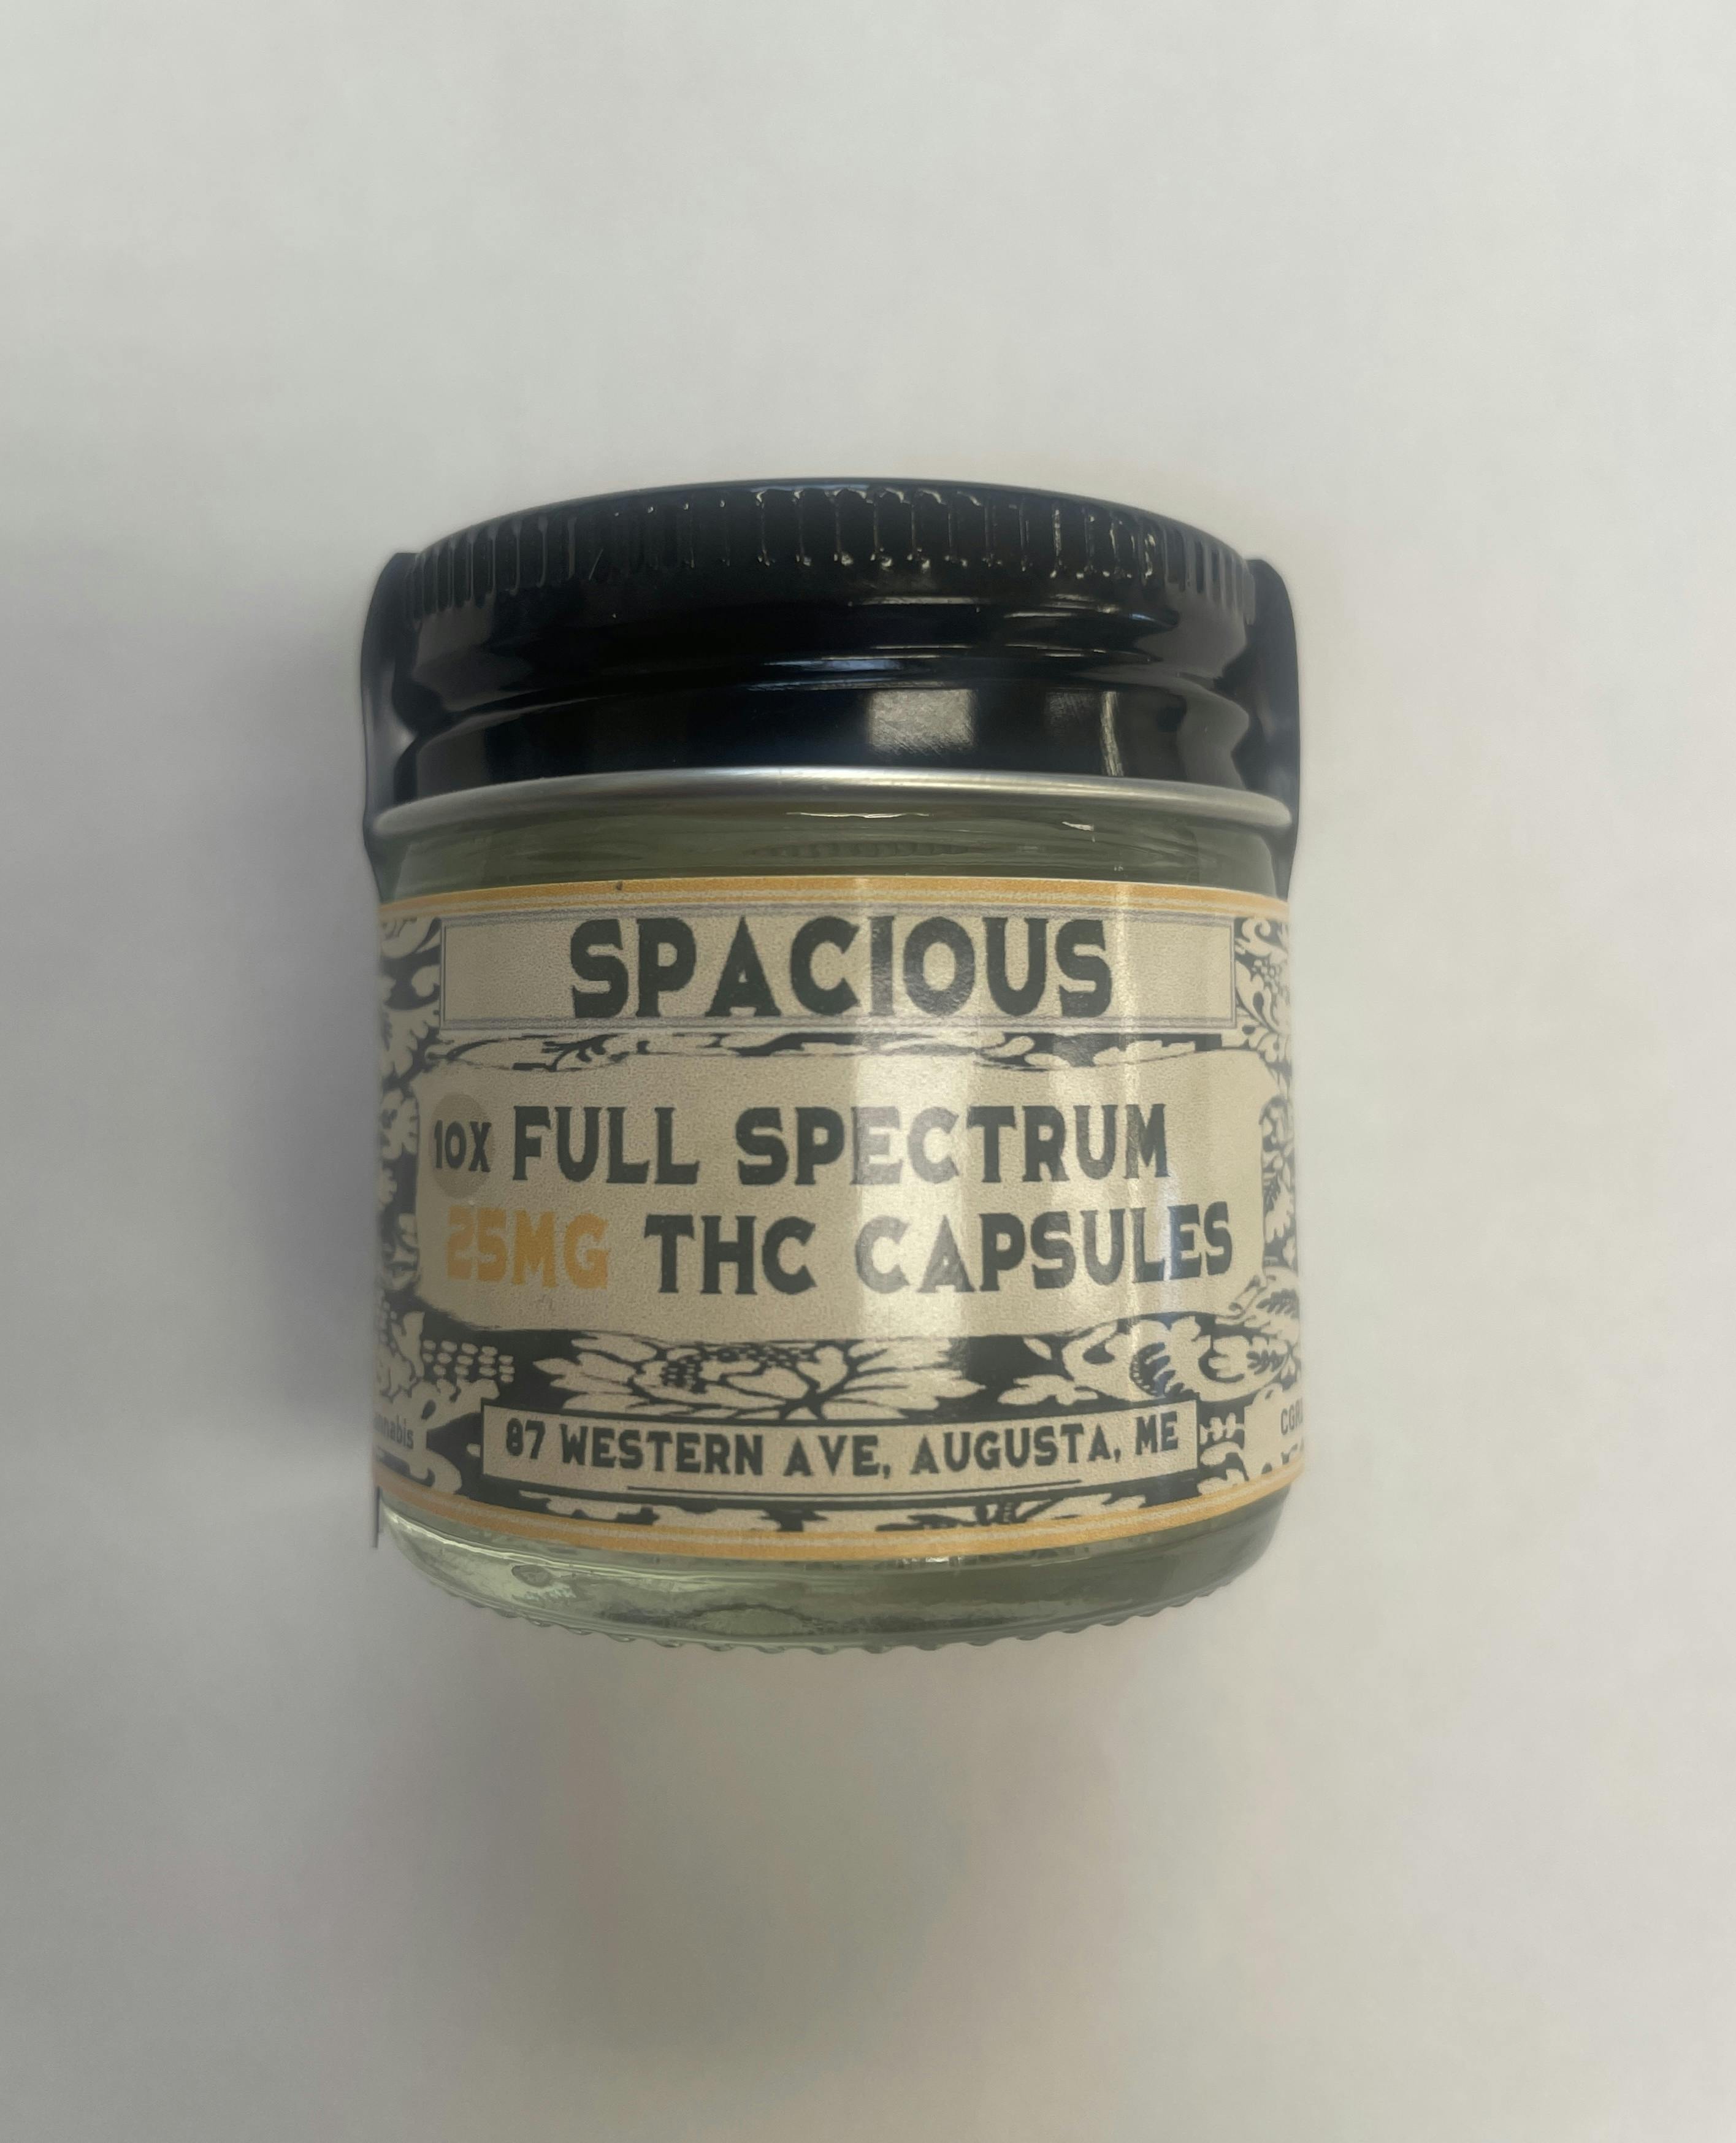 SPACIOUS
10X FULL SPECTRUM
25MG THC CAPSULES
87 WESTERN AVE, AUGUSTA, ME